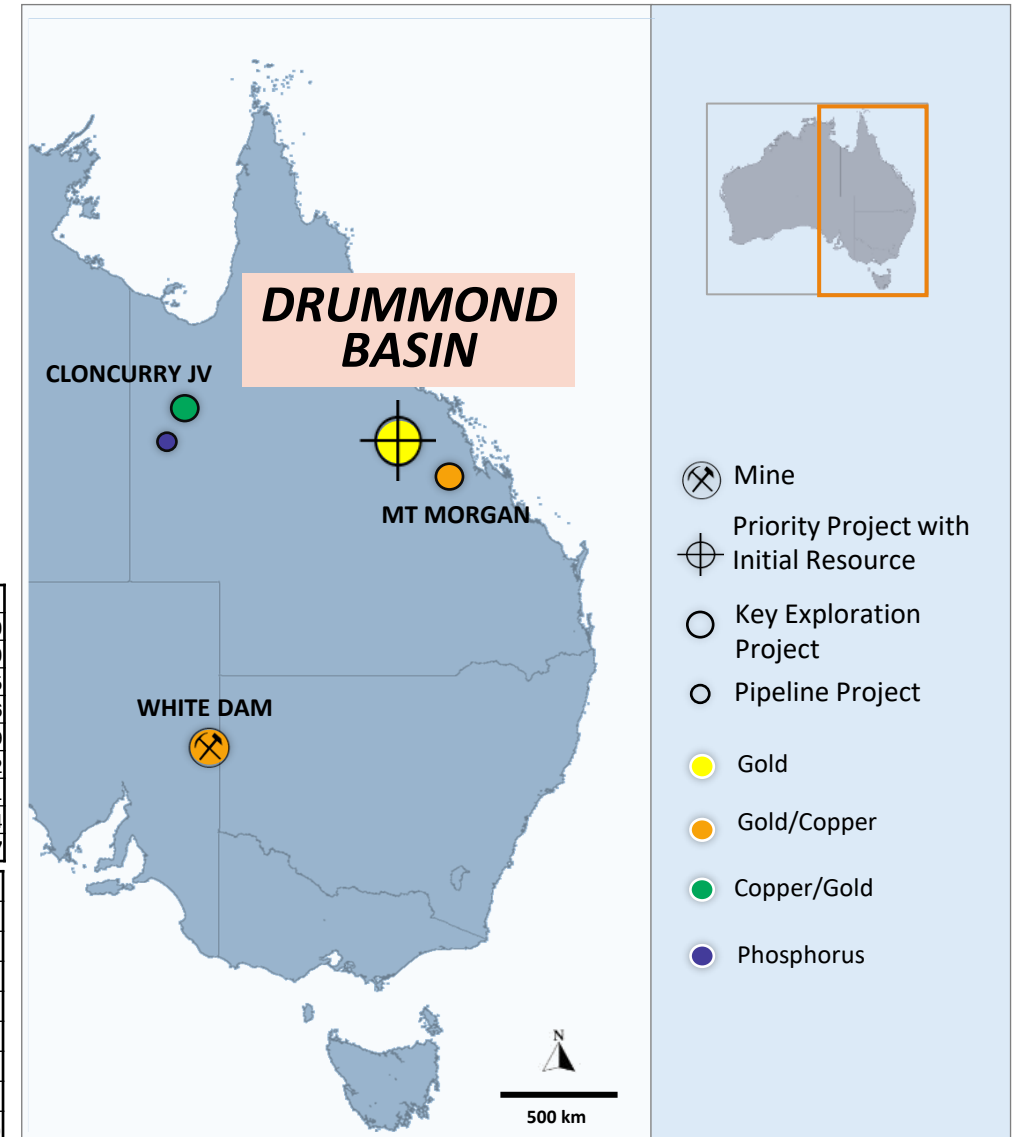 DRUMMOND
BASIN
CLONCURRY JV
MT MORGAN
WHITE DAM
N
500 km
Mine
Priority Project with
Initial Resource
Key Exploration
Project
Pipeline Project
Gold
Gold/Copper
Copper/Gold
Phosphorus